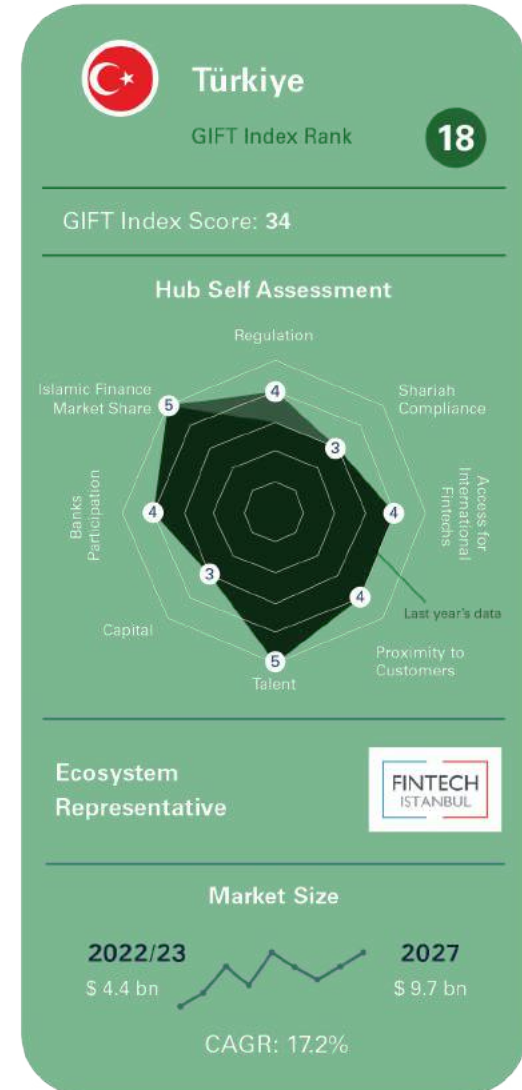 Türkiye
GIFT Index Rank
18
GIFT Index Score: 34
Hub Self Assessment
Regulation
4
Shariah
Compliance
3
Access for
International
Fintechs
4
Last year's data
Proximity to
Customers
4
Talent
5
Capital
3
Banks
Participation
4
Islamic Finance
Market Share
5
Ecosystem
Representative
FINTECH
ISTANBUL
Market Size
2022/23
$ 4.4 bn
2027
$ 9.7 bn
CAGR: 17.2%